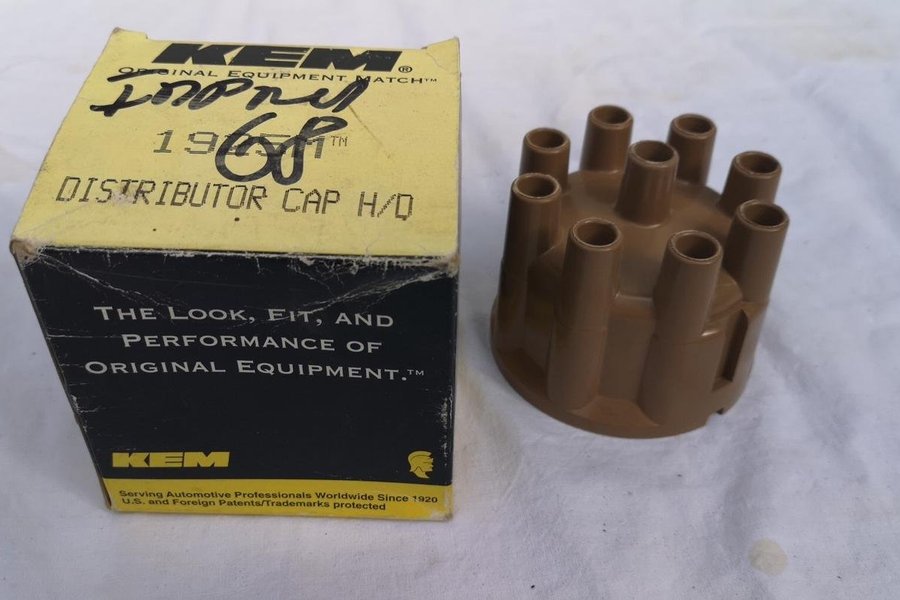 KEM®
ORIGINAL EQUIPMENT MATCH™
68
DISTRIBUTOR CAP H/D
THE LOOK, FIT, AND
PERFORMANCE OF
ORIGINAL EQUIPMENT.™
KEM
Serving Automotive Professionals Worldwide Since 1920
U.S. and Foreign Patents/Trademarks protected